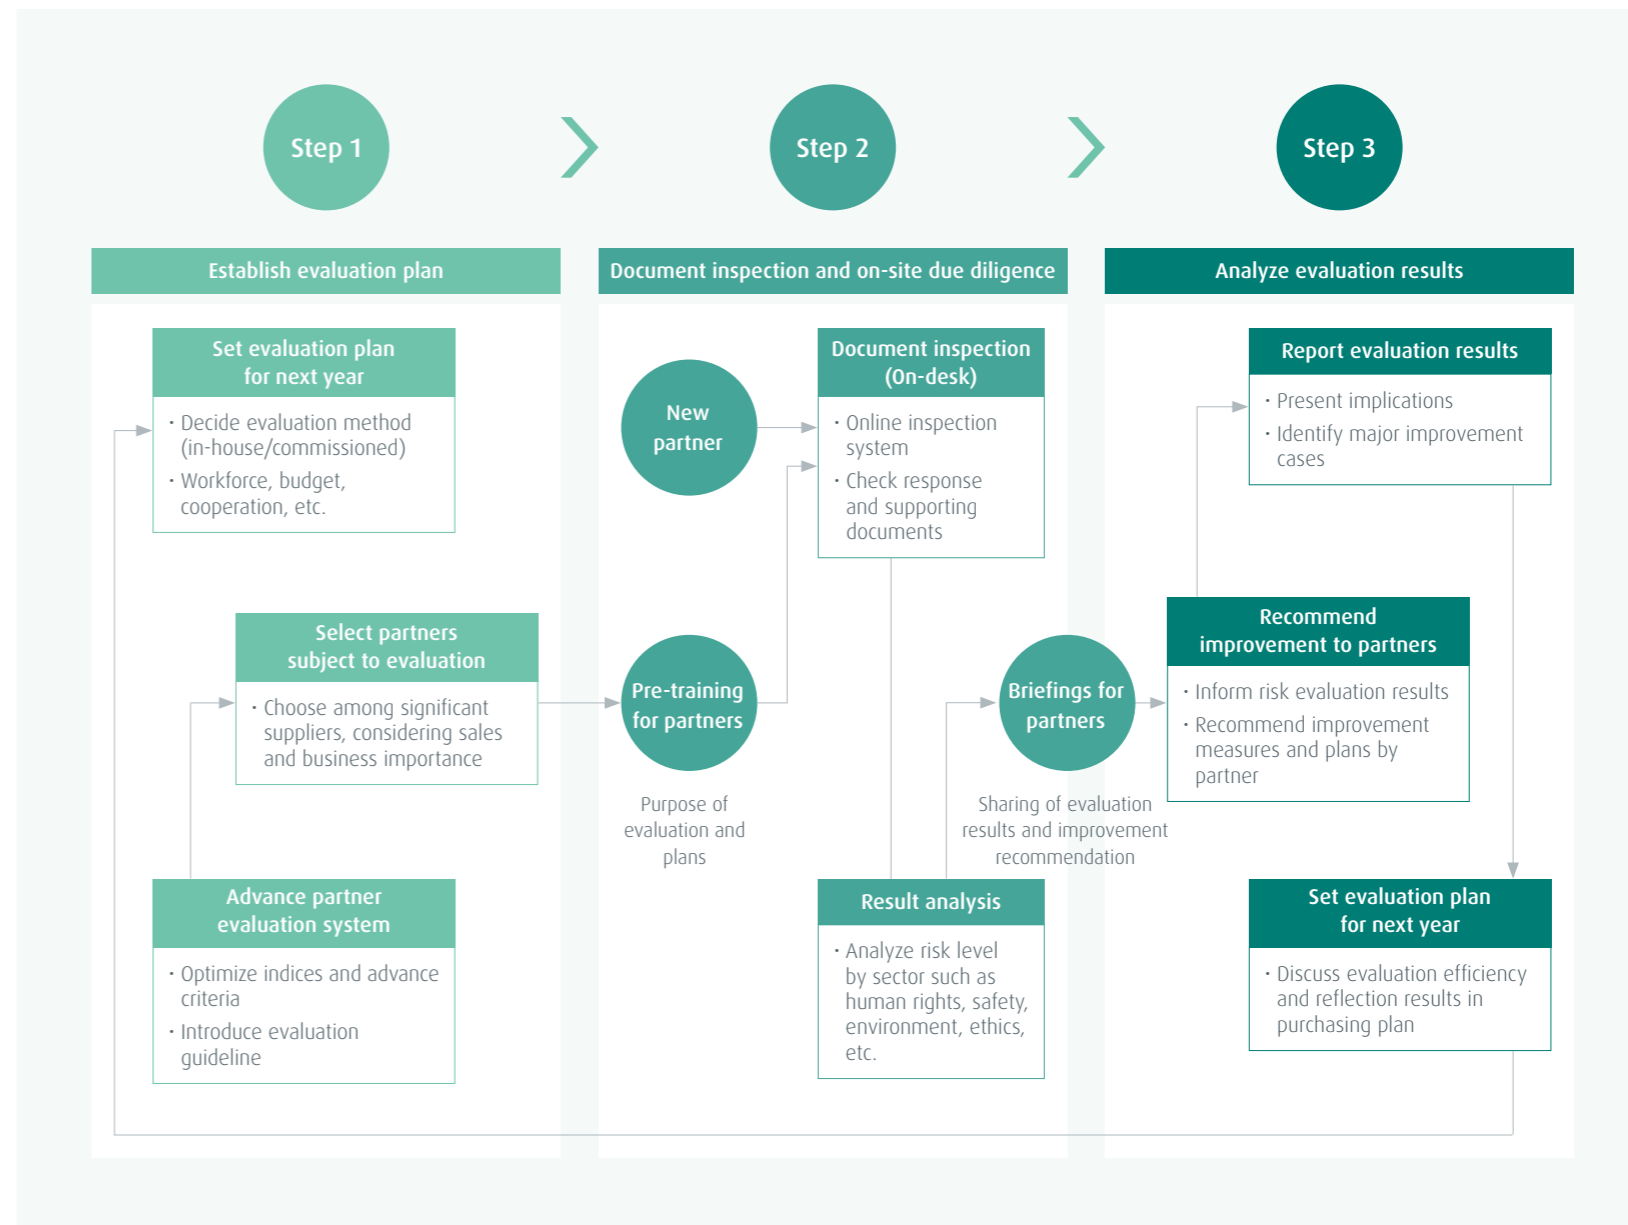 Step 1
Step 2
Step 3
Establish evaluation plan
Document inspection and on-site due diligence
Analyze evaluation results
Set evaluation plan
for next year
· Decide evaluation method
(in-house/commissioned)
· Workforce, budget,
cooperation, etc.
Select partners
subject to evaluation
· Choose among significant
suppliers, considering sales
and business importance
Advance partner
evaluation system
· Optimize indices and advance
criteria
· Introduce evaluation
guideline
New
partner
Pre-training
for partners
Purpose of
evaluation and
plans
Document inspection
(On-desk)
· Online inspection
system
· Check response
and supporting
documents
Result analysis
· Analyze risk level
by sector such as
human rights, safety,
environment, ethics,
etc.
Briefings for
partners
Sharing of evaluation
results and improvement
recommendation
Report evaluation results
· Present implications
· Identify major improvement
cases
Recommend
improvement to partners
· Inform risk evaluation results
· Recommend improvement
measures and plans by
partner
Set evaluation plan
for next year
· Discuss evaluation efficiency
and reflection results in
purchasing plan